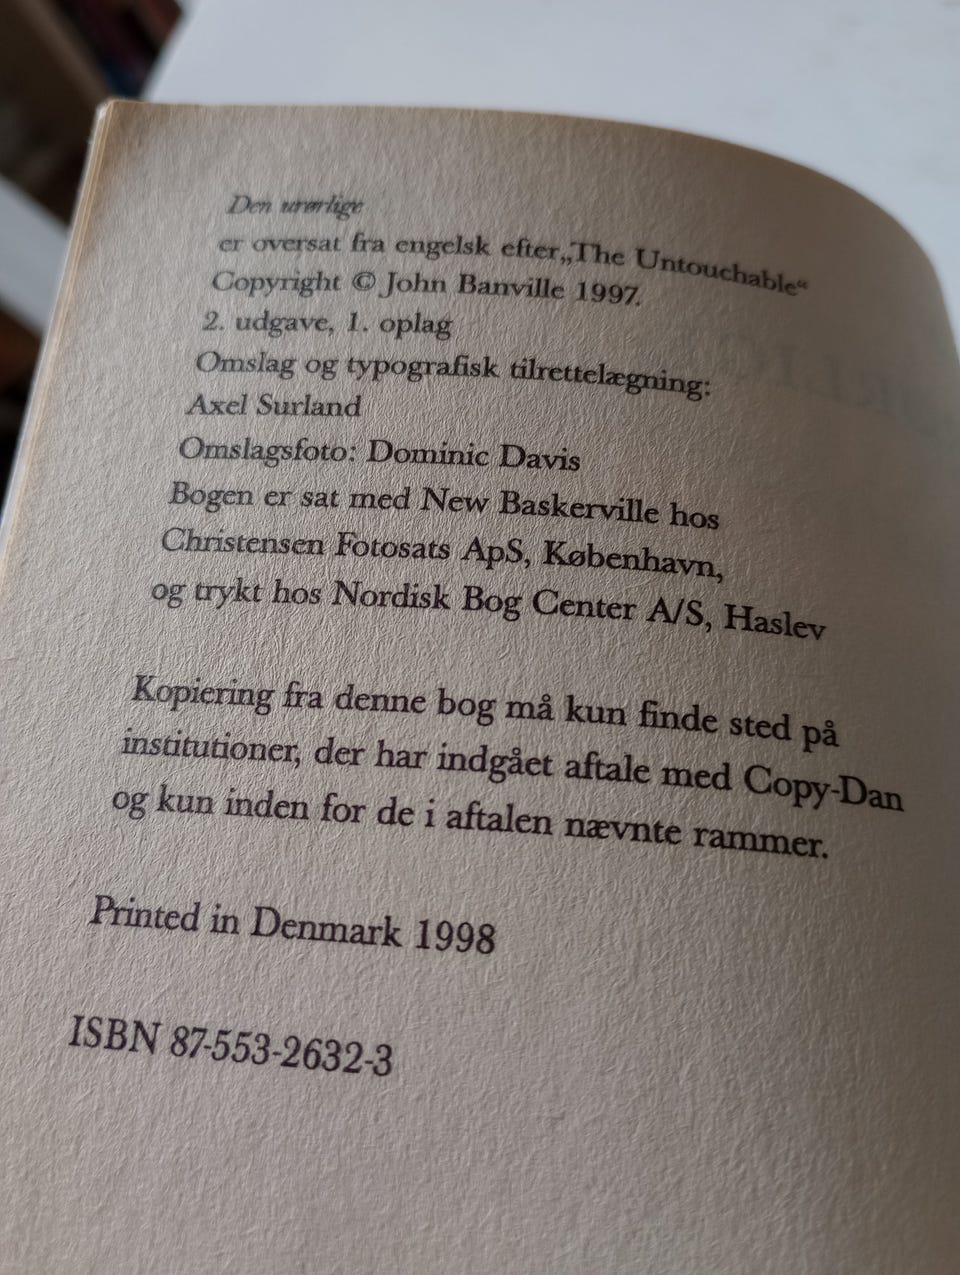 Den urørlige
er oversat fra engelsk efter „The Untouchable“
Copyright © John Banville 1997.
2. udgave, 1. oplag
Omslag og typografisk tilrettelægning:
Axel Surland
Omslagsfoto: Dominic Davis
Bogen er sat med New Baskerville hos
Christensen Fotosats ApS, København,
og trykt hos Nordisk Bog Center A/S, Haslev
Kopiering fra denne bog må kun finde sted på
institutioner, der har indgået aftale med Copy-Dan
og kun inden for de i aftalen nævnte rammer.
Printed in Denmark 1998
ISBN 87-553-2632-3